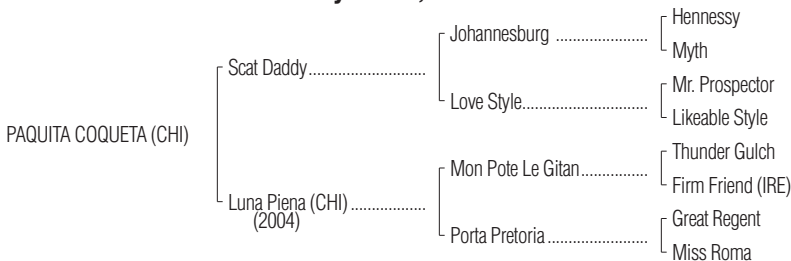 Hennessy
Johannesburg ......................
Myth
Scat Daddy............................
Mr. Prospector
Love Style..............................
Likeable Style
PAQUITA COQUETA (CHI)
Thunder Gulch
Mon Pote Le Gitan................
Firm Friend (IRE)
Luna Piena (CHI) ..................
(2004)
Great Regent
Porta Pretoria ........................
Miss Roma